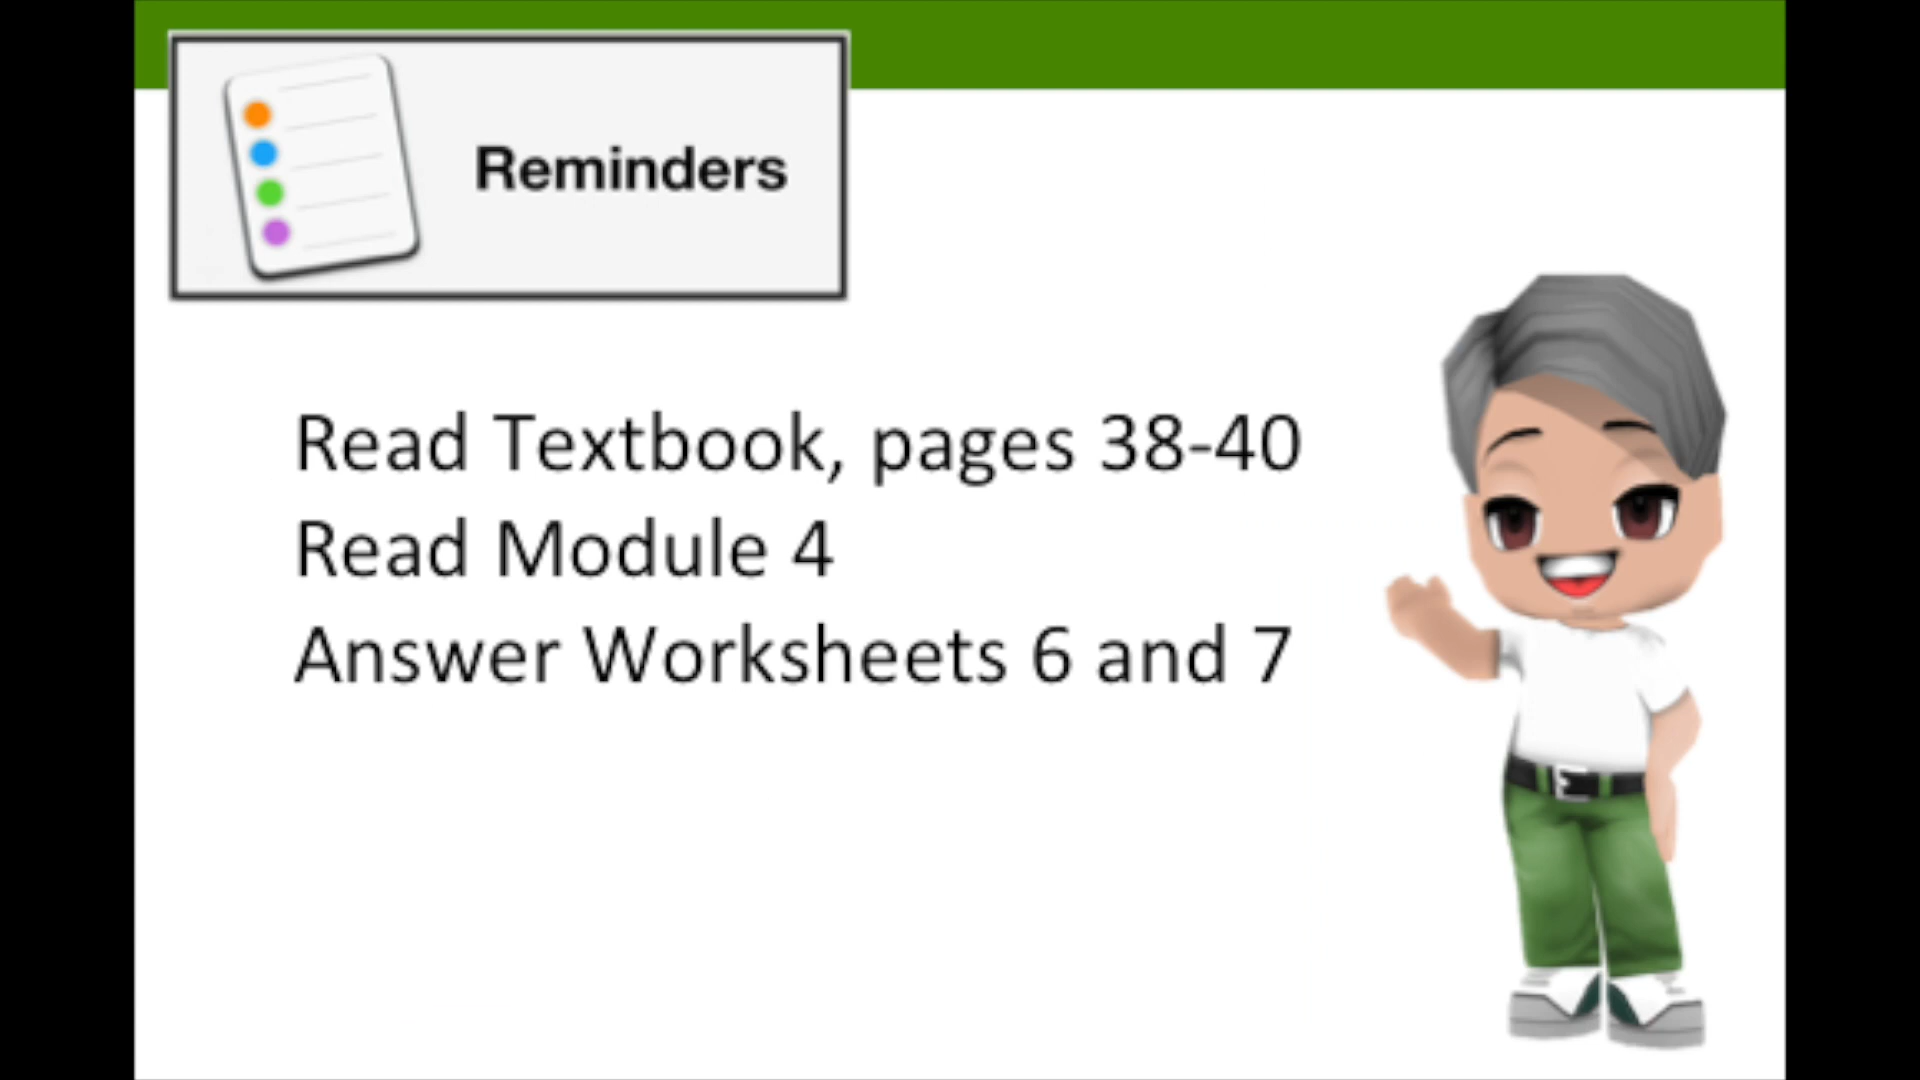 Reminders
Read Textbook, pages 38-40
Read Module 4
Answer Worksheets 6 and 7